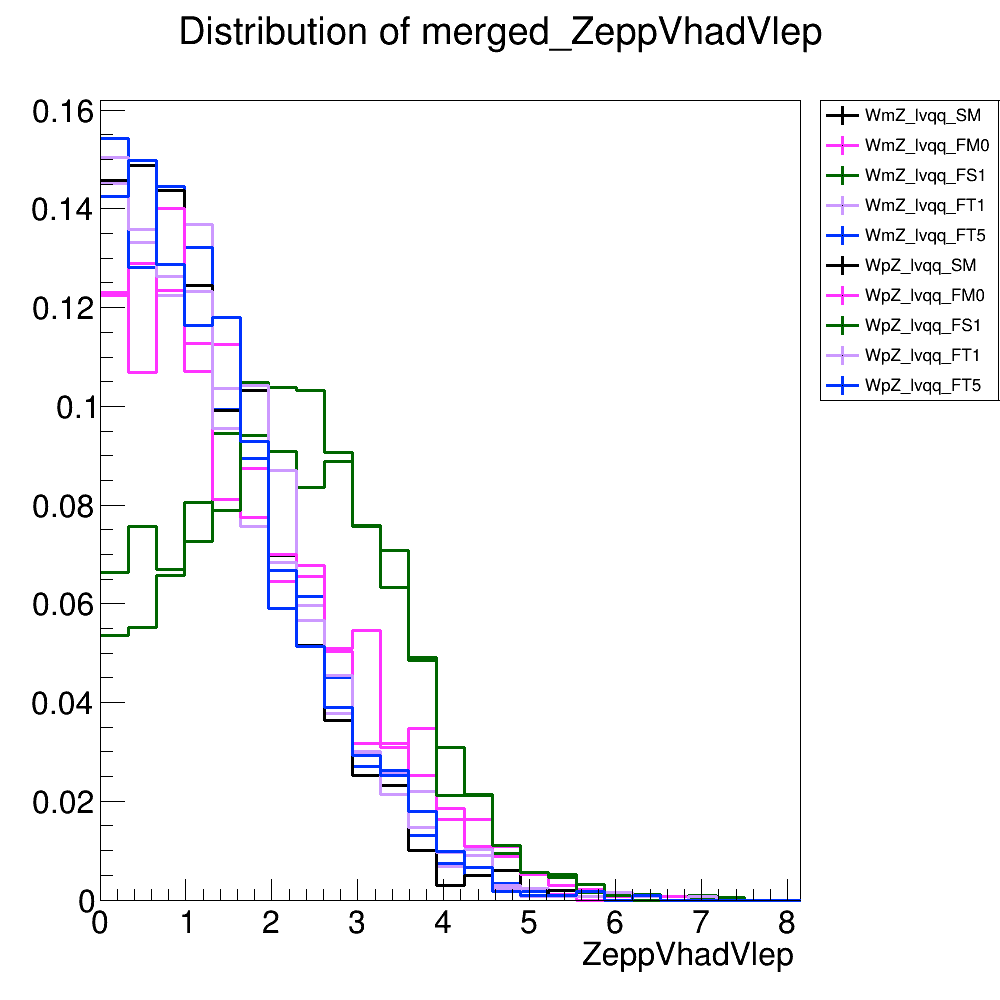 Distribution of merged_ZeppVhadVlep
0.16
0.14
0.12
0.1
0.08
0.06
0.04
0.02
0
0 1 2 3 4 5 6 7 8
ZeppVhadVlep
WmZ_lvqq_SM
WmZ_lvqq_FM0
WmZ_lvqq_FS1
WmZ_lvqq_FT1
WmZ_lvqq_FT5
WpZ_lvqq_SM
WpZ_lvqq_FM0
WpZ_lvqq_FS1
WpZ_lvqq_FT1
WpZ_lvqq_FT5